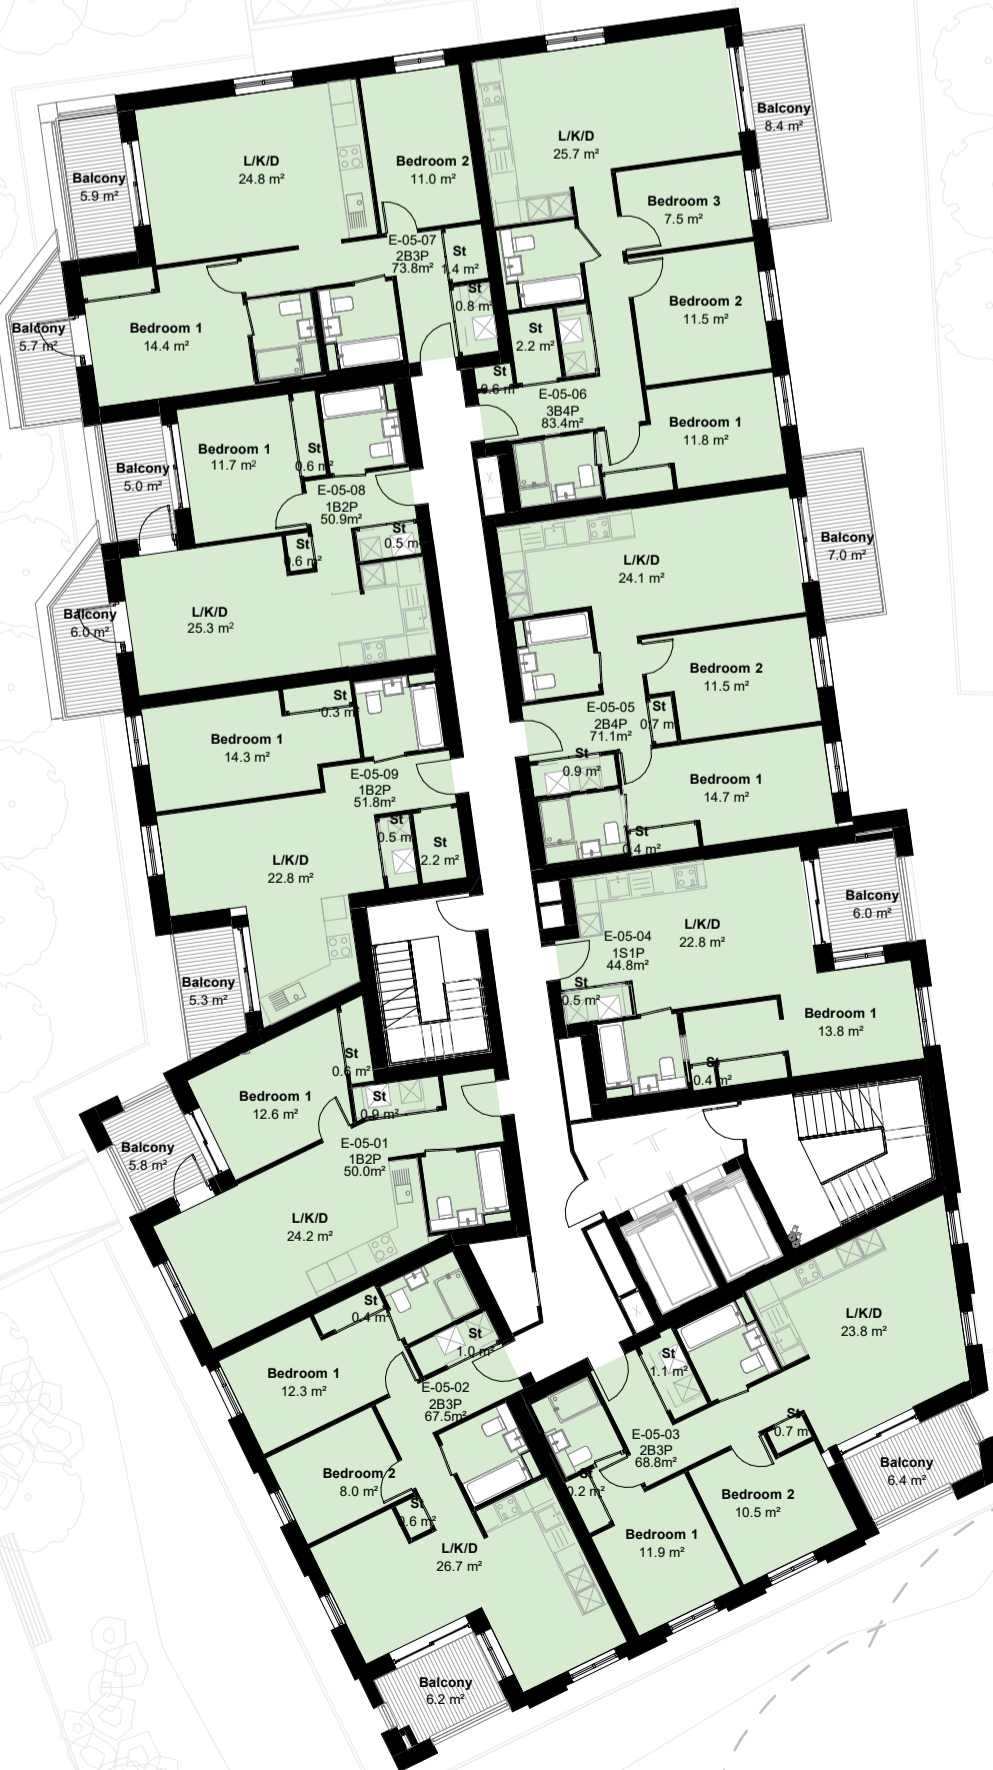 Balcony
8.4 m²
L/K/D
25.7 m²
L/K/D
24.8 m²
Bedroom 2
11.0 m²
Balcony
5.9 m²
Bedroom 3
7.5 m²
E-05-07
2B3P
73.8m²
St
1.4 m²
St
0.8 m²
Bedroom 2
11.5 m²
Balcony
5.7 m²
Bedroom 1
14.4 m²
St
2.2 m²
St
0.6 m²
E-05-06
3B4P
83.4m²
Bedroom 1
11.8 m²
Bedroom 1
11.7 m²
St
0.6 m²
Balcony
5.0 m²
E-05-08
1B2P
50.9m²
St
0.5 m
St
0.6 m²
Balcony
7.0 m²
L/K/D
24.1 m²
Balcony
6.0 m²
L/K/D
25.3 m²
Bedroom 2
11.5 m²
St
0.3 m²
E-05-05
2B4P
71.1m²
St
0.7 m
Bedroom 1
14.3 m²
St
0.9 m²
E-05-09
1B2P
51.8m²
Bedroom 1
14.7 m²
St
0.5 m
St
2.2 m²
St
0.4 m²
L/K/D
22.8 m²
Balcony
6.0 m²
L/K/D
22.8 m²
E-05-04
1S1P
44.8m²
Balcony
5.3 m²
St
0.5 m²
Bedroom 1
13.8 m²
St
0.6 m²
St
0.4 m²
Bedroom 1
12.6 m²
St
0.9 m²
Balcony
5.8 m²
E-05-01
1B2P
50.0m²
L/K/D
24.2 m²
St
0.4 m²
L/K/D
23.8 m²
St
1.0 m²
St
1.1 m²
Bedroom 1
12.3 m²
E-05-02
2B3P
67.5m²
St
0.7 m
E-05-03
2B3P
68.8m²
Balcony
6.4 m²
Bedroom 2
8.0 m²
St
0.2 m²
Bedroom 2
10.5 m²
St
0.6 m²
Bedroom 1
11.9 m²
L/K/D
26.7 m²
Balcony
6.2 m²